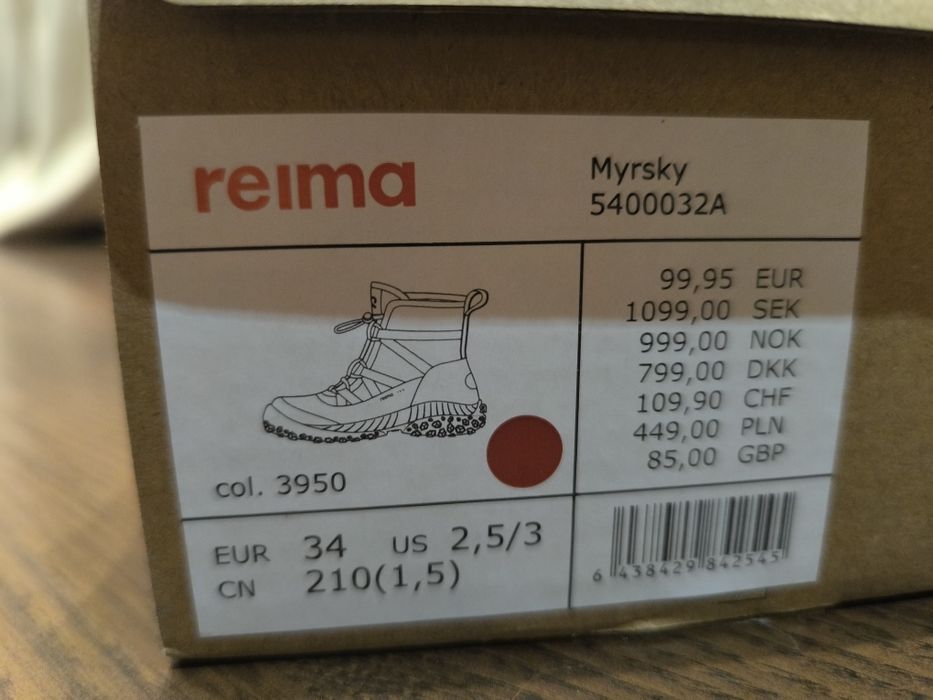 reima
Myrsky
5400032A
99,95 EUR
1099,00 SEK
999,00 NOK
799,00 DKK
109,90 CHF
449,00 PLN
85,00 GBP
reima
col. 3950
EUR 34 US 2,5/3
CN 210(1,5)
6 438429 842545